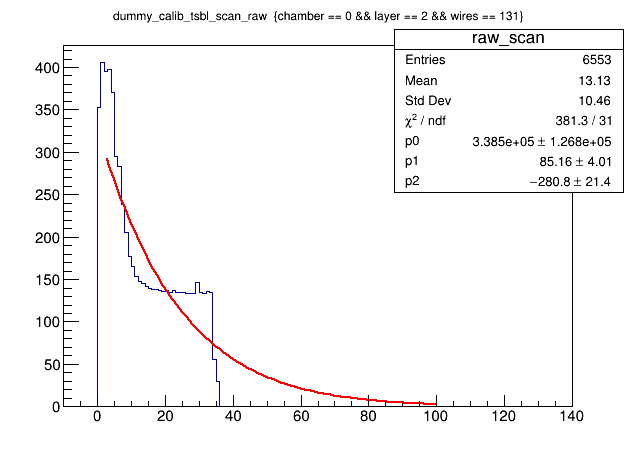 dummy_calib_tsbl_scan_raw {chamber == 0 && layer == 2 && wires == 131}
raw_scan
Entries 6553
Mean 13.13
Std Dev 10.46
χ² / ndf 381.3 / 31
p0 3.385e+05 ± 1.268e+05
p1 85.16 ± 4.01
p2 −280.8 ± 21.4
400
350
300
250
200
150
100
50
0
0 20 40 60 80 100 120 140